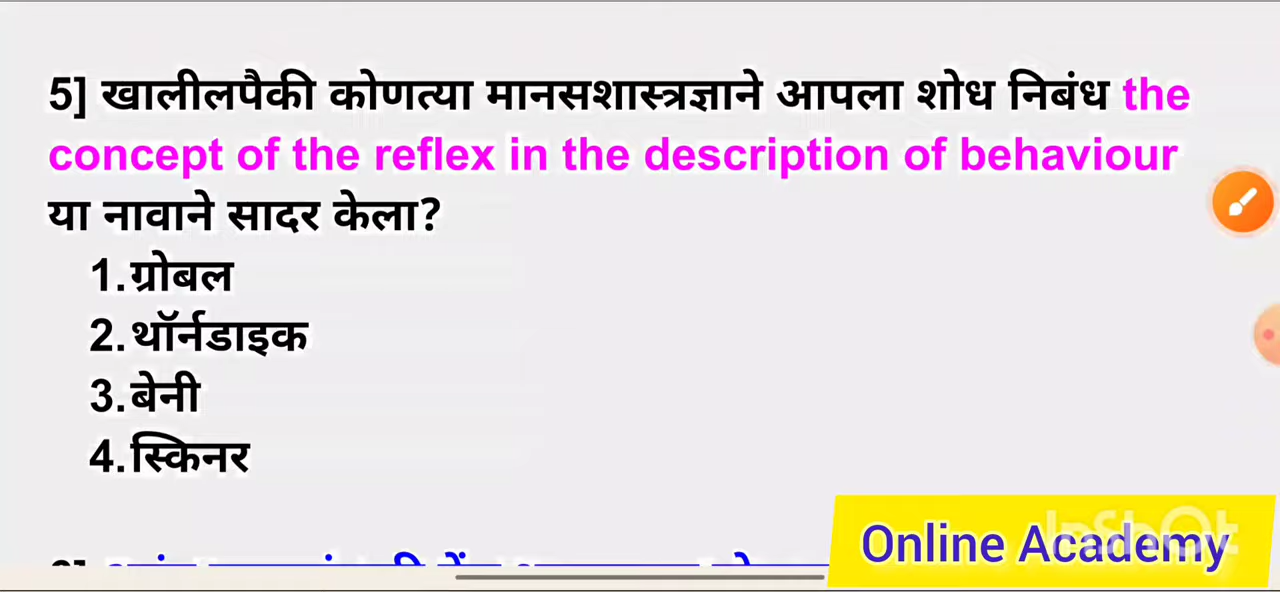 5] खालीलपैकी कोणत्या मानसशास्त्रज्ञाने आपला शोध निबंध the
concept of the reflex in the description of behaviour
या नावाने सादर केला?
1.ग्रोबल
2.थॉर्नडाइक
3.बेनी
4.स्किनर
Online Academy
InShOt